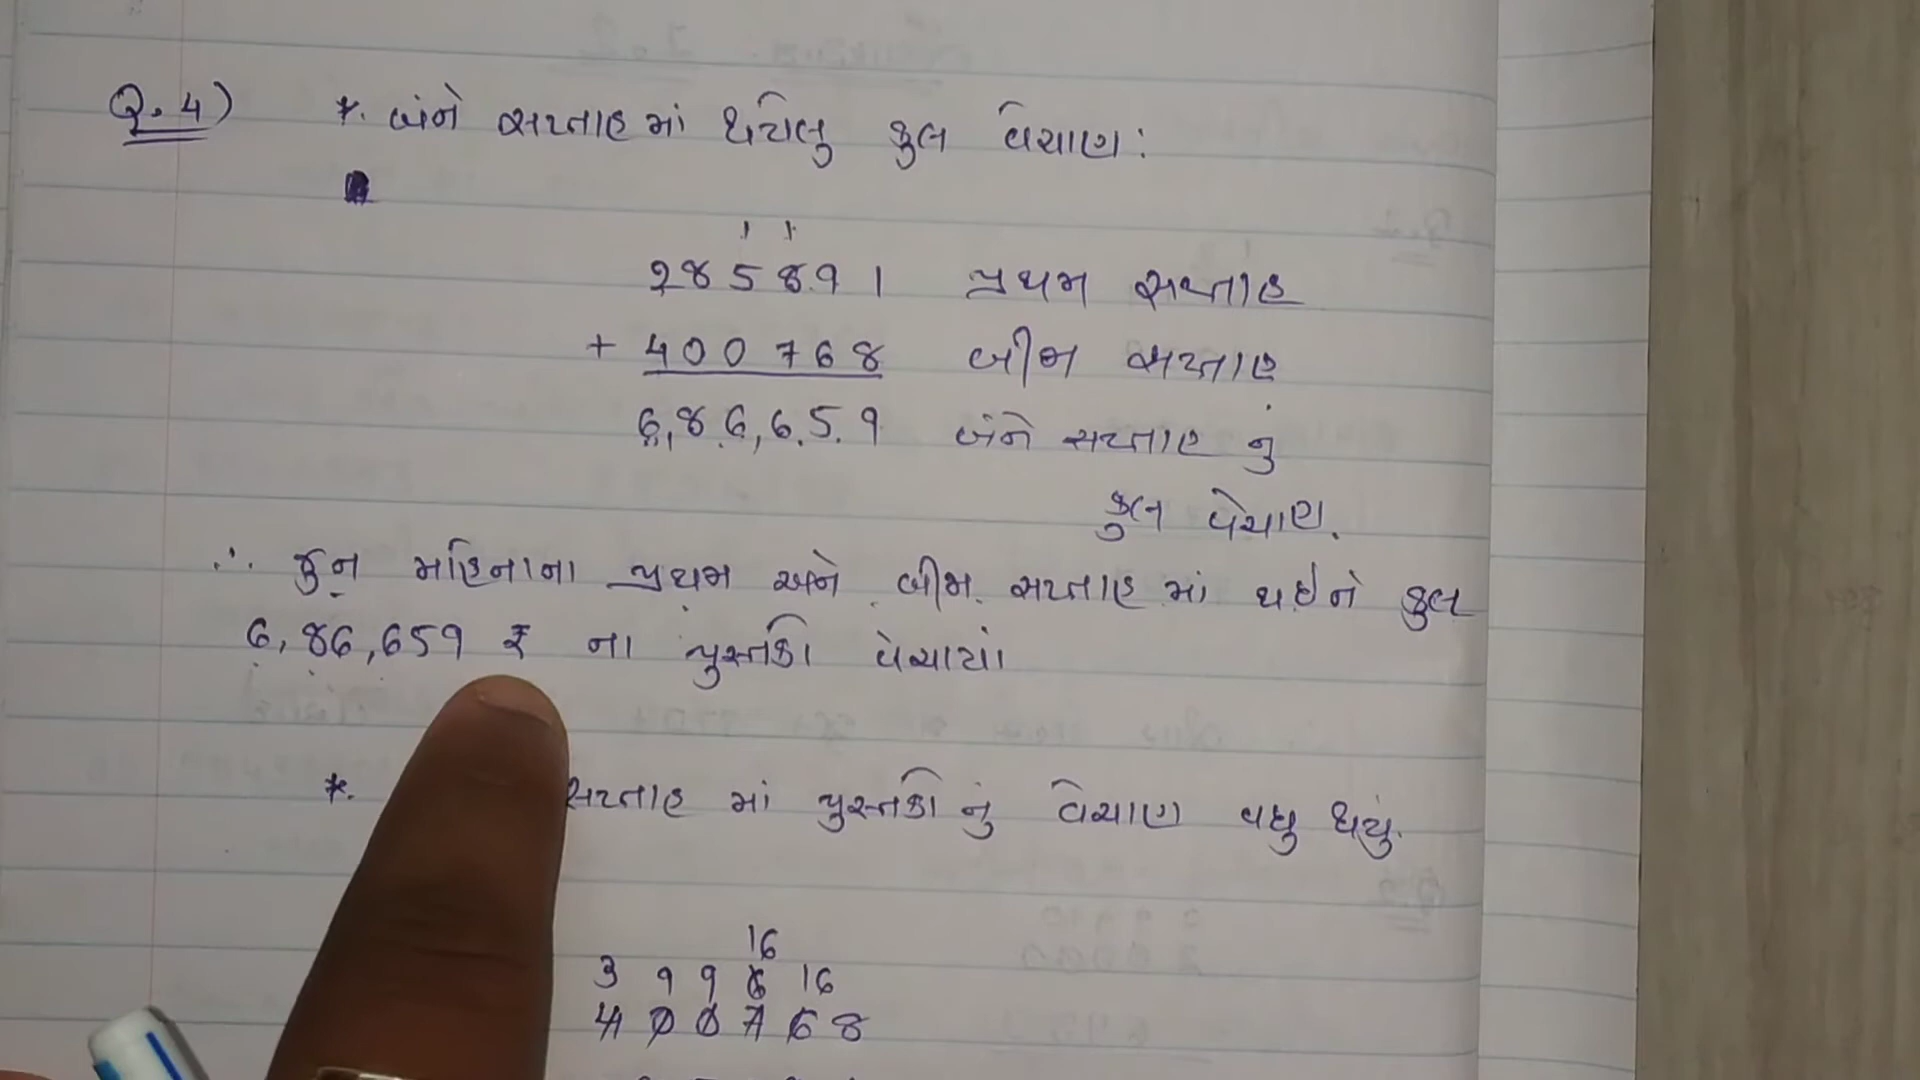 Q. 4) *. બંને સપ્તાહ માં થયેલુ કુલ વેચાણ:
285891 પ્રથમ સપ્તાહ
+ 400768 બીજા સપ્તાહ
6,86,659 બંને સપ્તાહ નું
કુલ વેચાણ.
∴ જુન મહિનાના પ્રથમ અને બીજા સપ્તાહ માં થઇને કુલ
6,86,659 ₹ ના પુસ્તકો વેચાયાં
*. સપ્તાહ માં પુસ્તકો નું વેચાણ વધુ થયું.
16
3 9 9 6 16
4 0 0 7 6 8